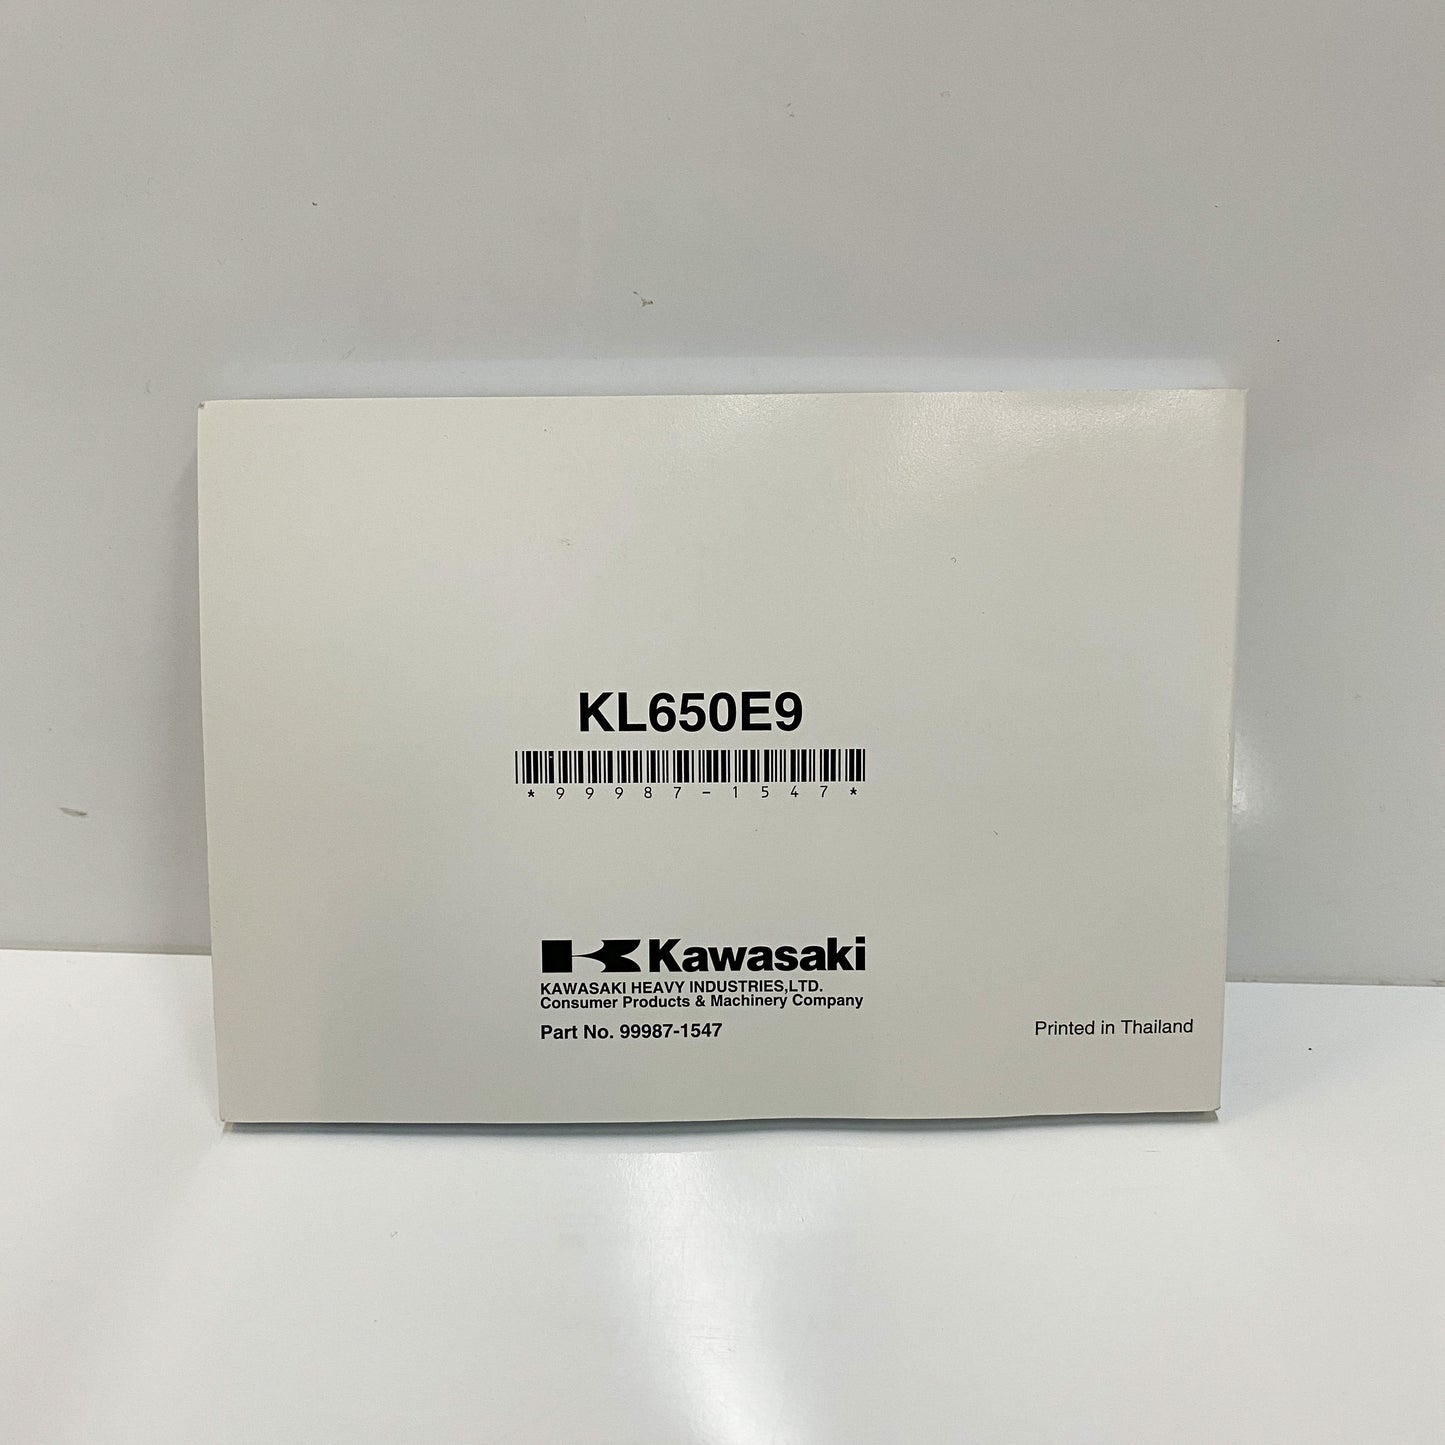 KL650E9
*99987-1547*
Kawasaki
KAWASAKI HEAVY INDUSTRIES,LTD.
Consumer Products & Machinery Company
Part No. 99987-1547
Printed in Thailand